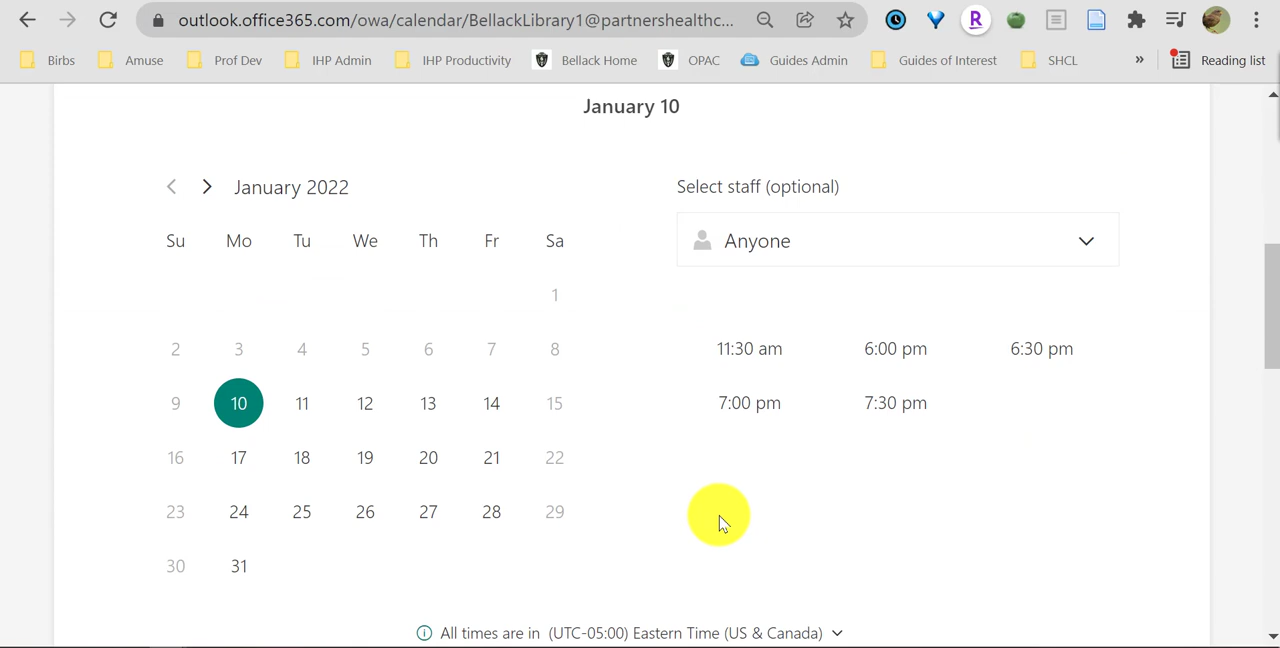 outlook.office365.com/owa/calendar/BellackLibrary1@partnershealthc...
R
Birbs Amuse Prof Dev IHP Admin IHP Productivity Bellack Home OPAC Guides Admin Guides of Interest SHCL » Reading list
January 10
January 2022
Select staff (optional)
Su Mo Tu We Th Fr Sa
Anyone
1
2 3 4 5 6 7 8
11:30 am 6:00 pm 6:30 pm
9 10 11 12 13 14 15
7:00 pm 7:30 pm
16 17 18 19 20 21 22
23 24 25 26 27 28 29
30 31
All times are in (UTC-05:00) Eastern Time (US & Canada)